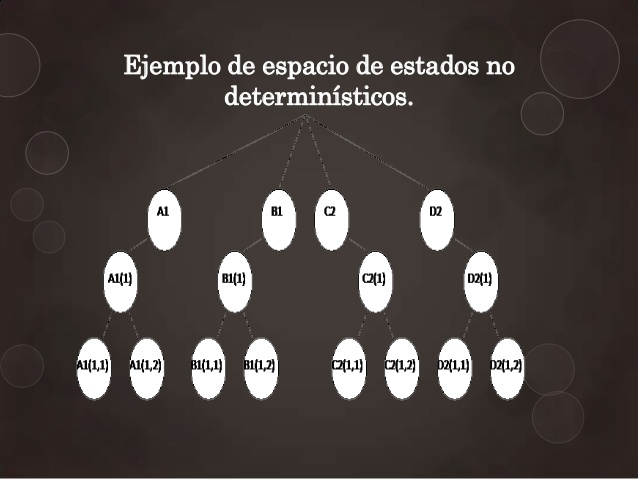 Ejemplo de espacio de estados no
determinísticos.
A1 B1 C2 D2
A1(1) B1(1) C2(1) D2(1)
A1(1,1) A1(1,2) B1(1,1) B1(1,2) C2(1,1) C2(1,2) D2(1,1) D2(1,2)